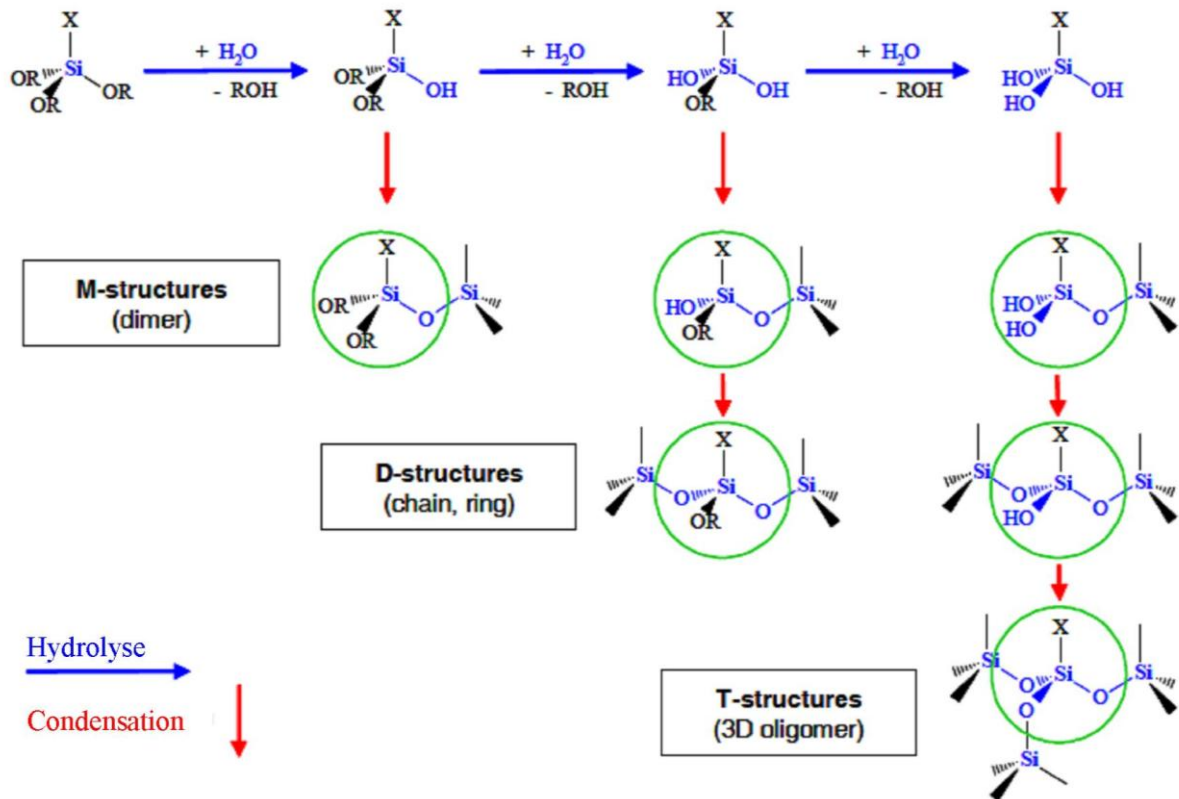 X
Si
OR
OR
OR
+ H2O
- ROH
X
Si
OR
OR
OH
+ H2O
- ROH
X
Si
HO
OR
OH
+ H2O
- ROH
X
Si
HO
HO
OH
M-structures
(dimer)
X
OR
Si
OR
O
Si
X
HO
Si
OR
O
Si
X
HO
Si
HO
O
Si
D-structures
(chain, ring)
Si
O
X
Si
OR
O
Si
Si
O
X
Si
HO
O
Si
Hydrolyse
Condensation
T-structures
(3D oligomer)
X
Si
O
Si
O
Si
O
Si